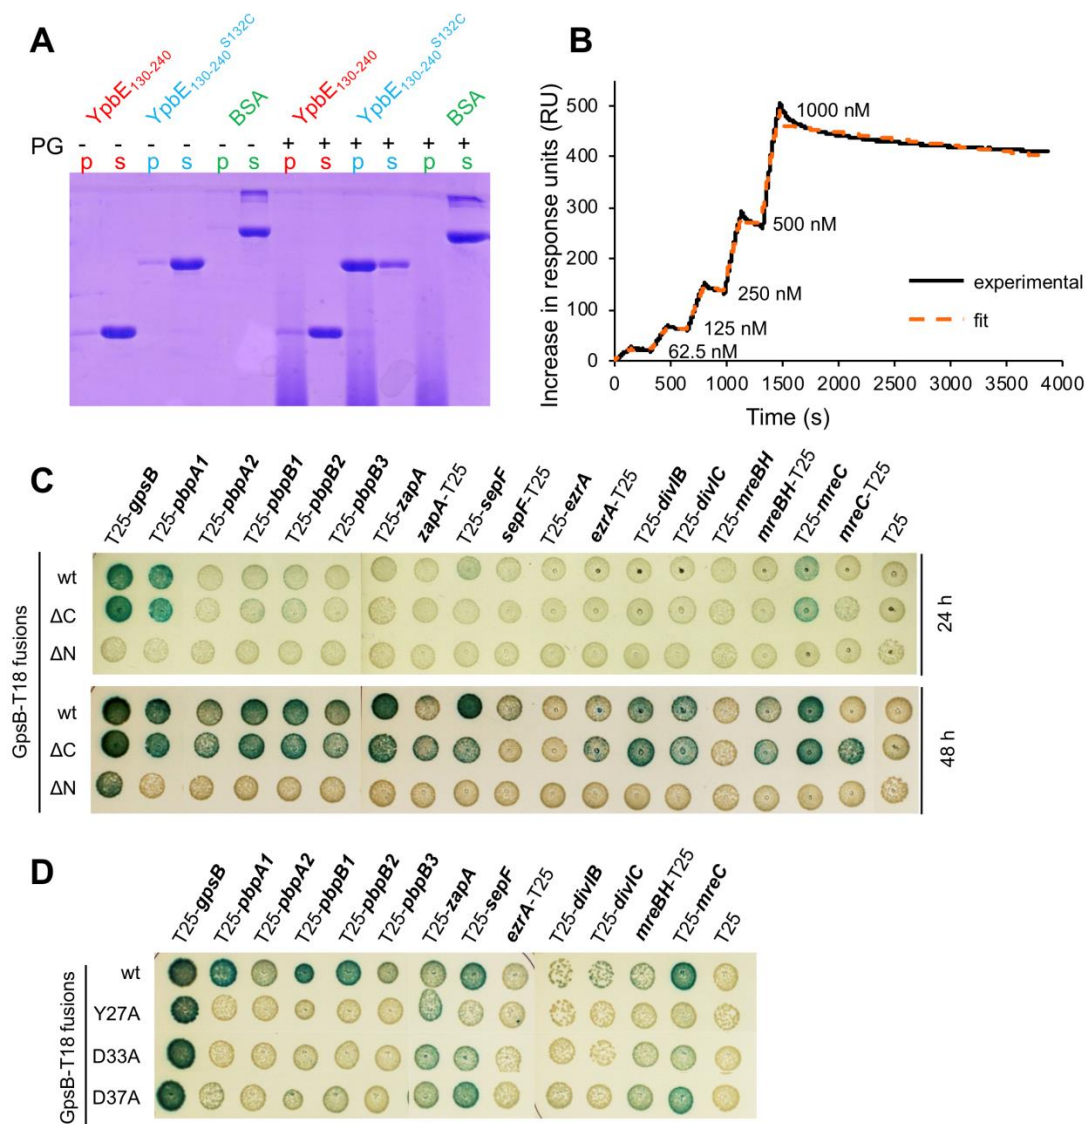 A
YpbE130-240
YpbE130-240S132C
BSA
YpbE130-240
YpbE130-240S132C
BSA
PG - - - - - - + + + + + +
p s p s p s p s p s p s
B
Increase in response units (RU)
500
400
300
200
100
0
1000 nM
500 nM
250 nM
125 nM
62.5 nM
experimental
fit
0 500 1000 1500 2000 2500 3000 3500 4000
Time (s)
C
T25-gpsB
T25-pbpA1
T25-pbpA2
T25-pbpB1
T25-pbpB2
T25-pbpB3
T25-zapA
zapA-T25
T25-sepF
sepF-T25
T25-ezrA
ezrA-T25
T25-divIB
T25-divIC
T25-mreBH
mreBH-T25
T25-mreC
mreC-T25
T25
GpsB-T18 fusions
wt
ΔC
ΔN
24 h
wt
ΔC
ΔN
48 h
D
T25-gpsB
T25-pbpA1
T25-pbpA2
T25-pbpB1
T25-pbpB2
T25-pbpB3
T25-zapA
T25-sepF
ezrA-T25
T25-divIB
T25-divIC
mreBH-T25
T25-mreC
T25
GpsB-T18 fusions
wt
Y27A
D33A
D37A